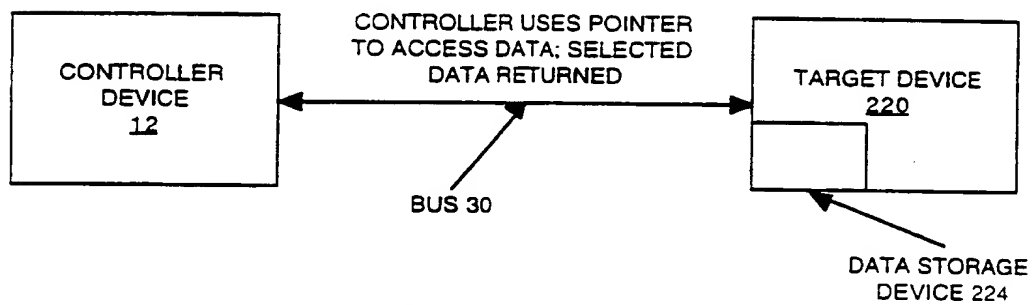 CONTROLLER USES POINTER
TO ACCESS DATA; SELECTED
DATA RETURNED
CONTROLLER
DEVICE
12
TARGET DEVICE
220
BUS 30
DATA STORAGE
DEVICE 224